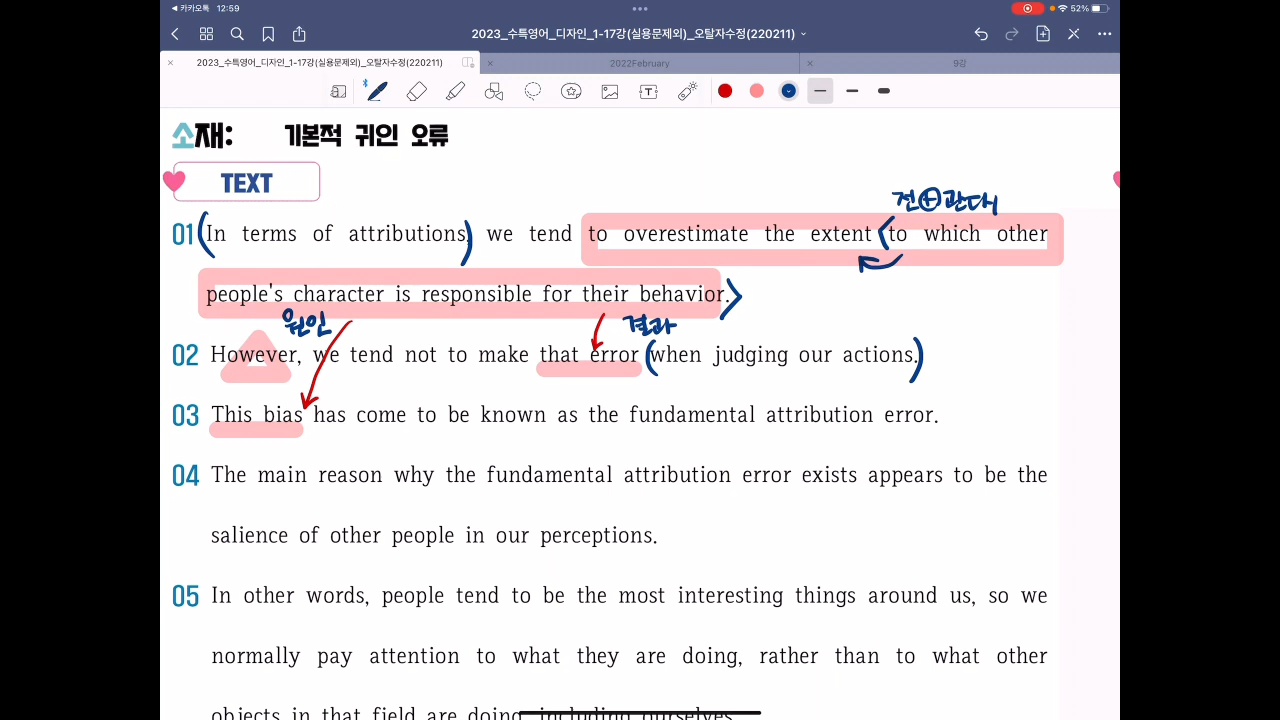 ◀ 카카오톡 12:59
52%
2023_수특영어_디자인_1-17강(실용문제외)_오탈자수정(220211)
2023_수특영어_디자인_1-17강(실용문제외)_오탈자수정(220211)
2022February
9강
소재: 기본적 귀인 오류
TEXT
전⊕관대
01 (In terms of attributions,) we tend to overestimate the extent <to which other
people's character is responsible for their behavior.>
원인 결과
02 However, we tend not to make that error (when judging our actions.)
03 This bias has come to be known as the fundamental attribution error.
04 The main reason why the fundamental attribution error exists appears to be the
salience of other people in our perceptions.
05 In other words, people tend to be the most interesting things around us, so we
normally pay attention to what they are doing, rather than to what other
objects in that field are doing, including ourselves.